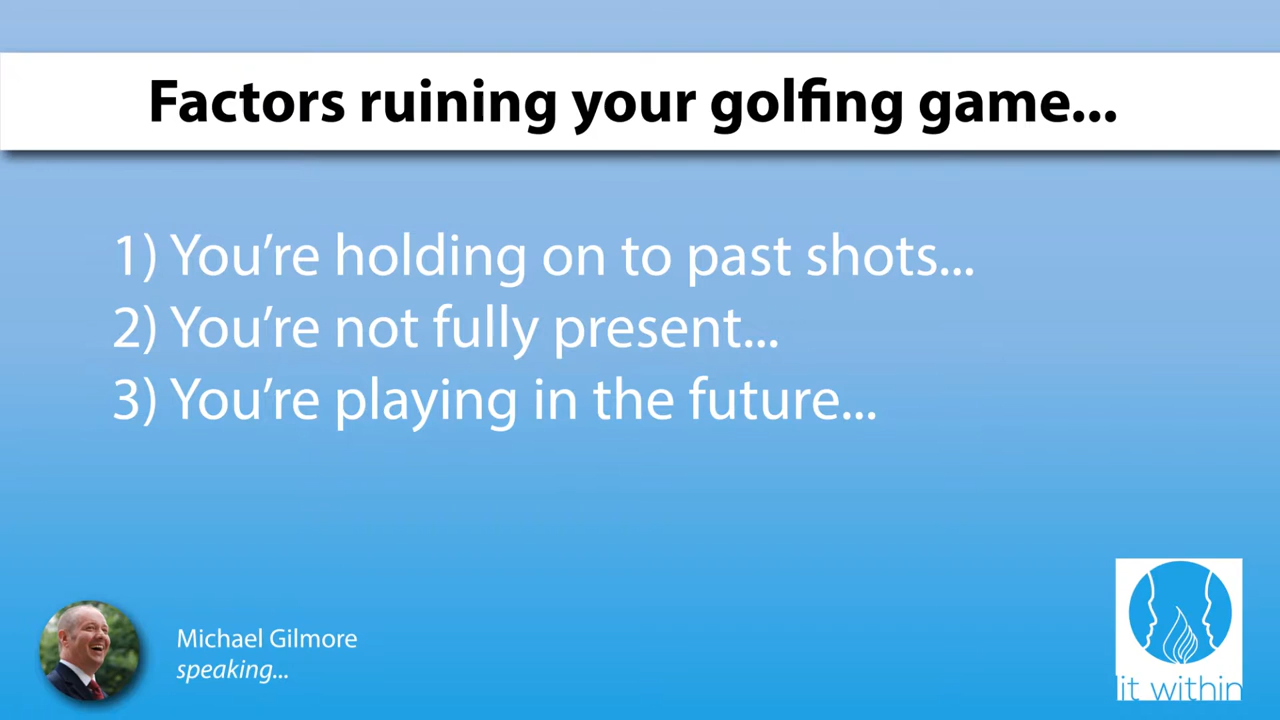 Factors ruining your golfing game...
1) You’re holding on to past shots...
2) You’re not fully present...
3) You’re playing in the future...
Michael Gilmore
speaking...
lit within